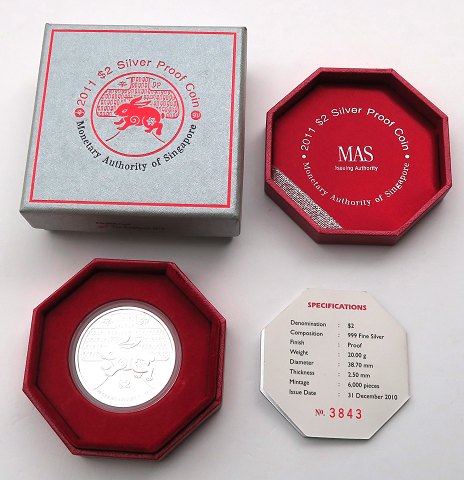 2011 $2 Silver Proof Coin
Monetary Authority of Singapore
2011 $2 Silver Proof Coin
MAS
Issuing Authority
Monetary Authority of Singapore
$2
SPECIFICATIONS
Denomination : $2
Composition : 999 Fine Silver
Finish : Proof
Weight : 20.00 g
Diameter : 38.70 mm
Thickness : 2.50 mm
Mintage : 6,000 pieces
Issue Date : 31 December 2010
No. 3843